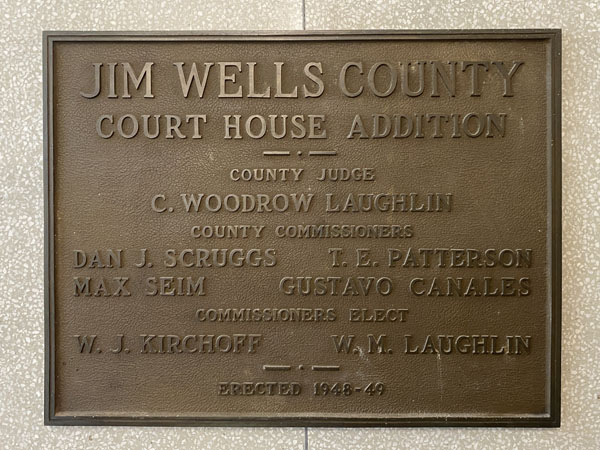 JIM WELLS COUNTY
COURT HOUSE ADDITION
COUNTY JUDGE
C. WOODROW LAUGHLIN
COUNTY COMMISSIONERS
DAN J. SCRUGGS T. E. PATTERSON
MAX SEIM GUSTAVO CANALES
COMMISSIONERS ELECT
W. J. KIRCHOFF W. M. LAUGHLIN
ERECTED 1948-49